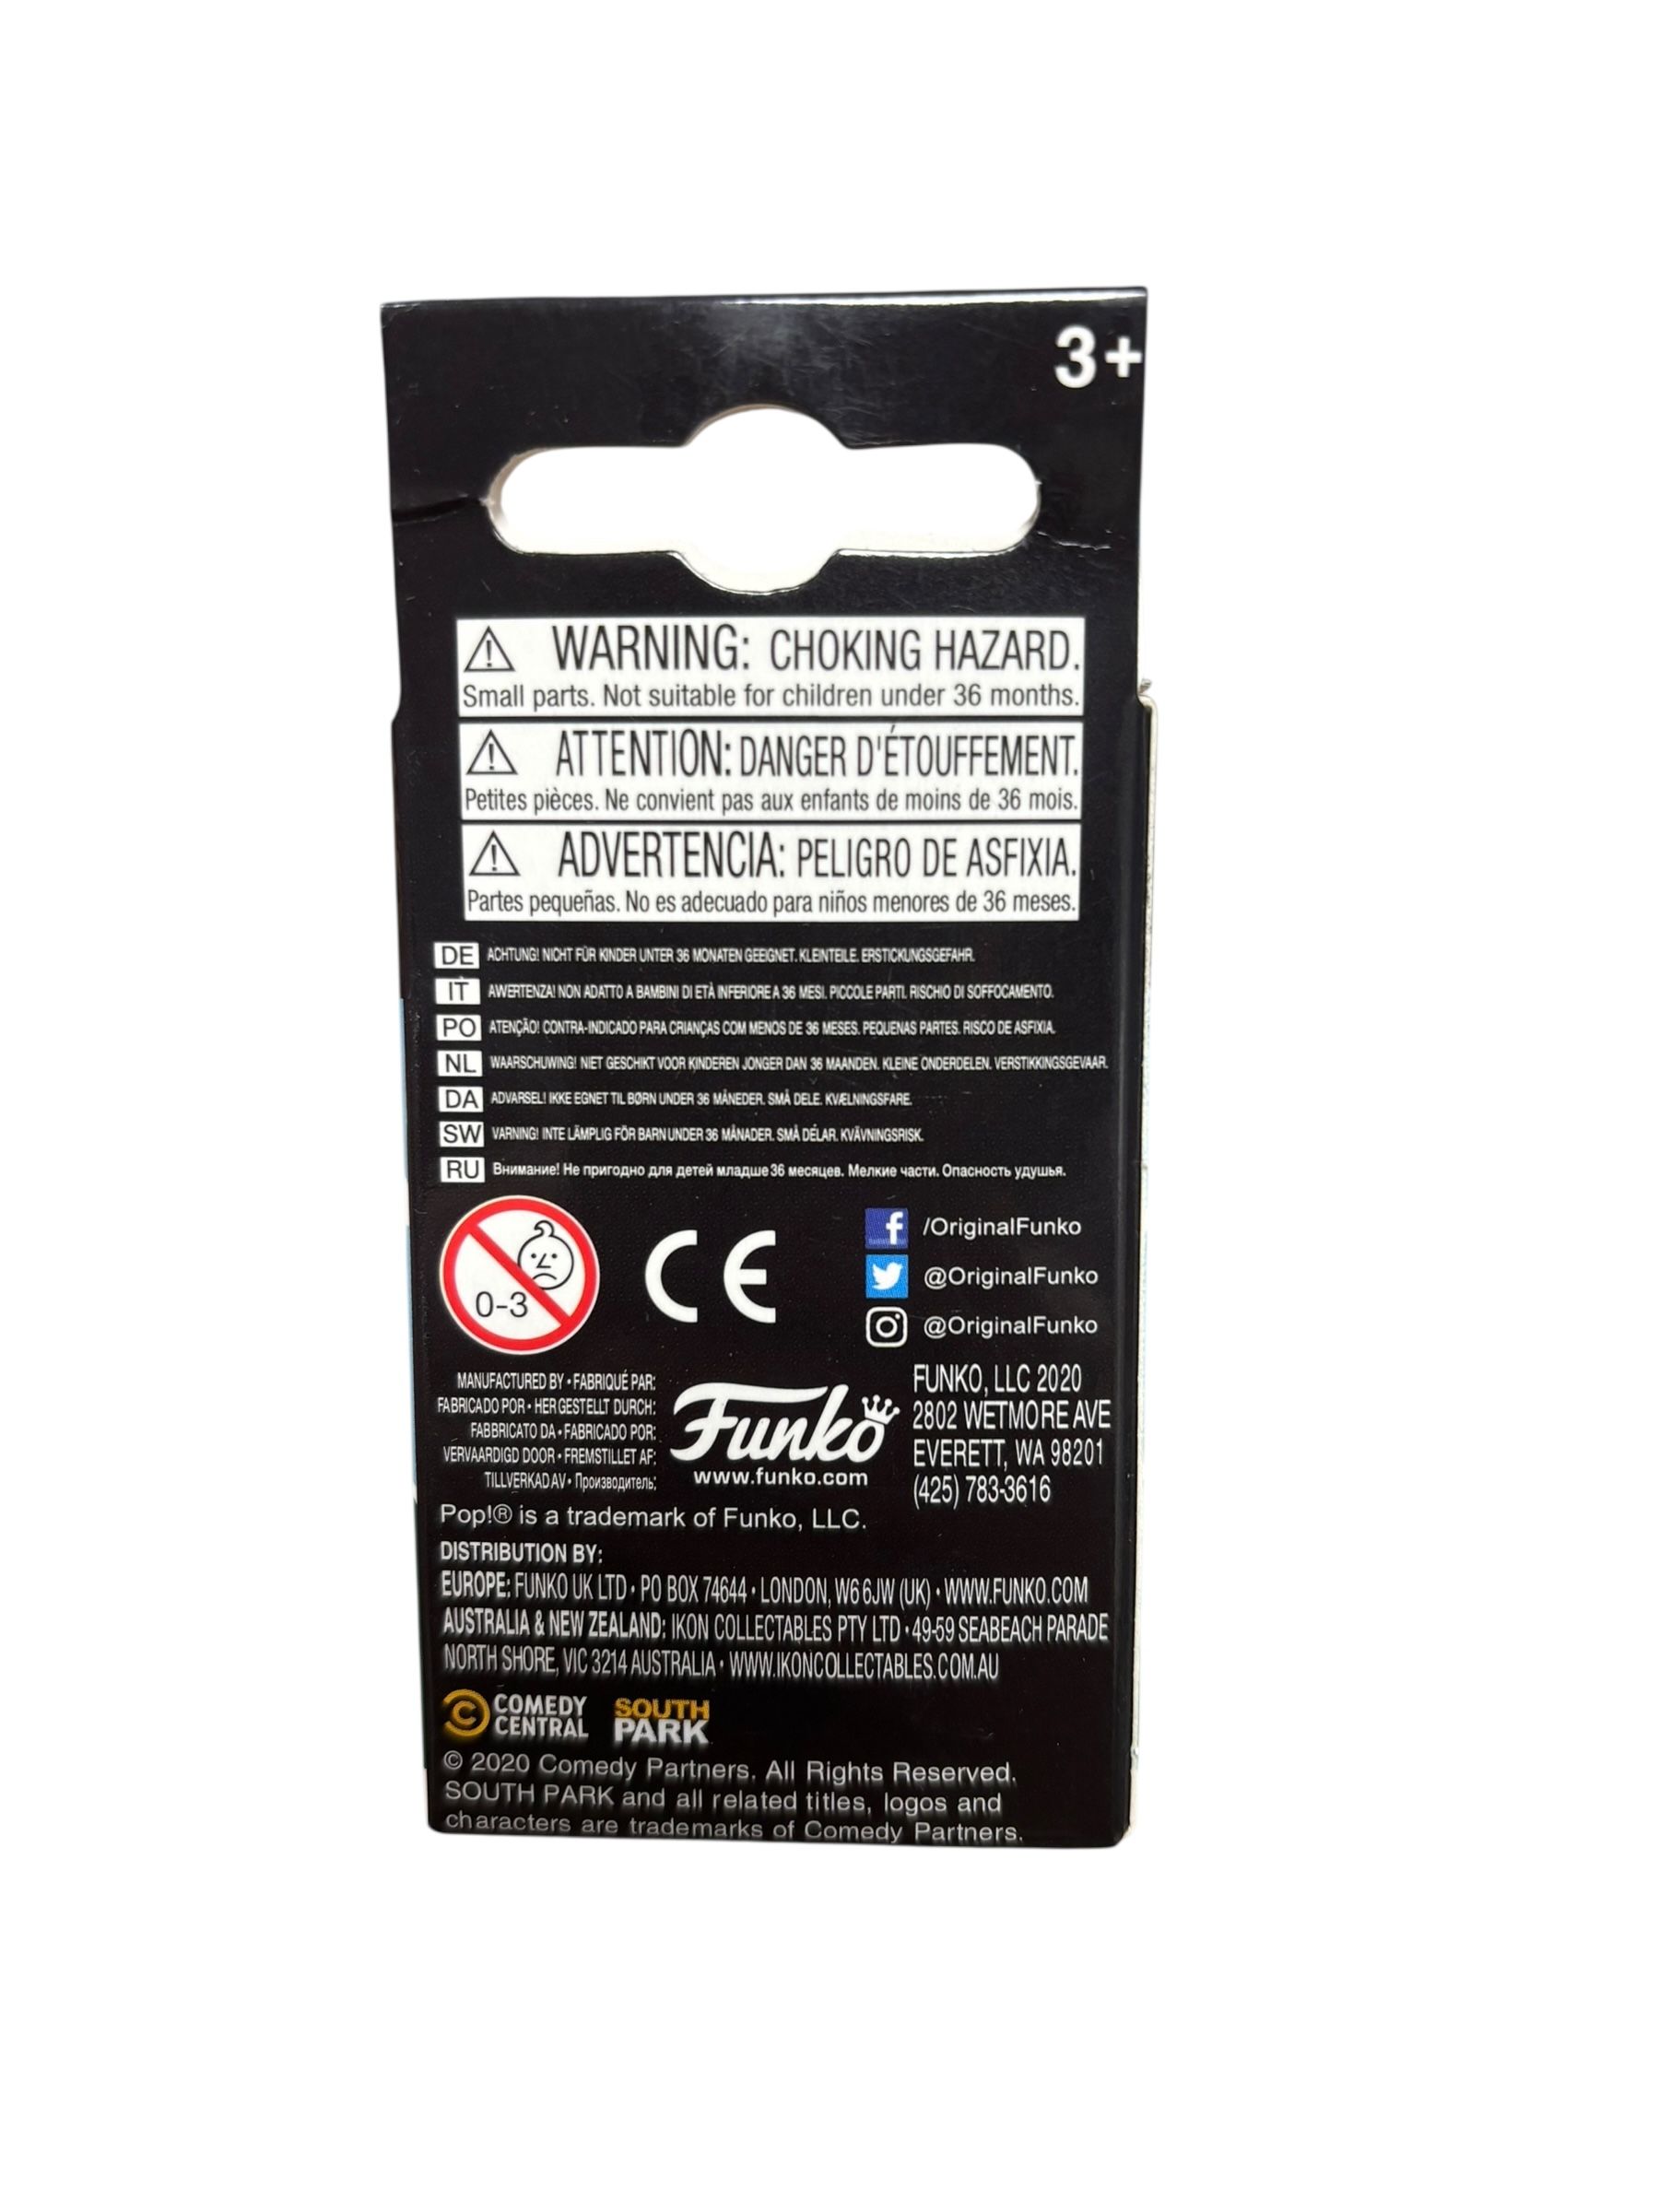 3+
WARNING: CHOKING HAZARD.
Small parts. Not suitable for children under 36 months.
ATTENTION: DANGER D'ÉTOUFFEMENT.
Petites pièces. Ne convient pas aux enfants de moins de 36 mois.
ADVERTENCIA: PELIGRO DE ASFIXIA.
Partes pequeñas. No es adecuado para niños menores de 36 meses.
DE ACHTUNG! NICHT FÜR KINDER UNTER 36 MONATEN GEEIGNET. KLEINTEILE. ERSTICKUNGSGEFAHR.
IT AWERTENZA! NON ADATTO A BAMBINI DI ETÀ INFERIORE A 36 MESI. PICCOLE PARTI. RISCHIO DI SOFFOCAMENTO.
PO ATENÇÃO! CONTRA-INDICADO PARA CRIANÇAS COM MENOS DE 36 MESES. PEQUENAS PARTES. RISCO DE ASFIXIA.
NL WAARSCHUWING! NIET GESCHIKT VOOR KINDEREN JONGER DAN 36 MAANDEN. KLEINE ONDERDELEN. VERSTIKKINGSGEVAAR.
DA ADVARSEL! IKKE EGNET TIL BØRN UNDER 36 MÅNEDER. SMÅ DELE. KVÆLNINGSFARE.
SW VARNING! INTE LÄMPLIG FÖR BARN UNDER 36 MÅNADER. SMÅ DÉLAR. KVÄVNINGSRISK.
RU Внимание! Не пригодно для детей младше 36 месяцев. Мелкие части. Опасность удушья.
0-3
CE
/OriginalFunko
@OriginalFunko
@OriginalFunko
MANUFACTURED BY • FABRIQUÉ PAR:
FABRICADO POR • HERGESTELLT DURCH:
FABBRICATO DA • FABRICADO POR:
VERVAARDIGD DOOR • FREMSTILLET AF:
TILLVERKAD AV • Производитель:
Funko
www.funko.com
FUNKO, LLC 2020
2802 WETMORE AVE
EVERETT, WA 98201
(425) 783-3616
Pop!® is a trademark of Funko, LLC.
DISTRIBUTION BY:
EUROPE: FUNKO UK LTD • PO BOX 74644 • LONDON, W6 6JW (UK) • WWW.FUNKO.COM
AUSTRALIA & NEW ZEALAND: IKON COLLECTABLES PTY LTD • 49-59 SEABEACH PARADE
NORTH SHORE, VIC 3214 AUSTRALIA • WWW.IKONCOLLECTABLES.COM.AU
COMEDY
CENTRAL
SOUTH
PARK
© 2020 Comedy Partners. All Rights Reserved.
SOUTH PARK and all related titles, logos and
characters are trademarks of Comedy Partners.